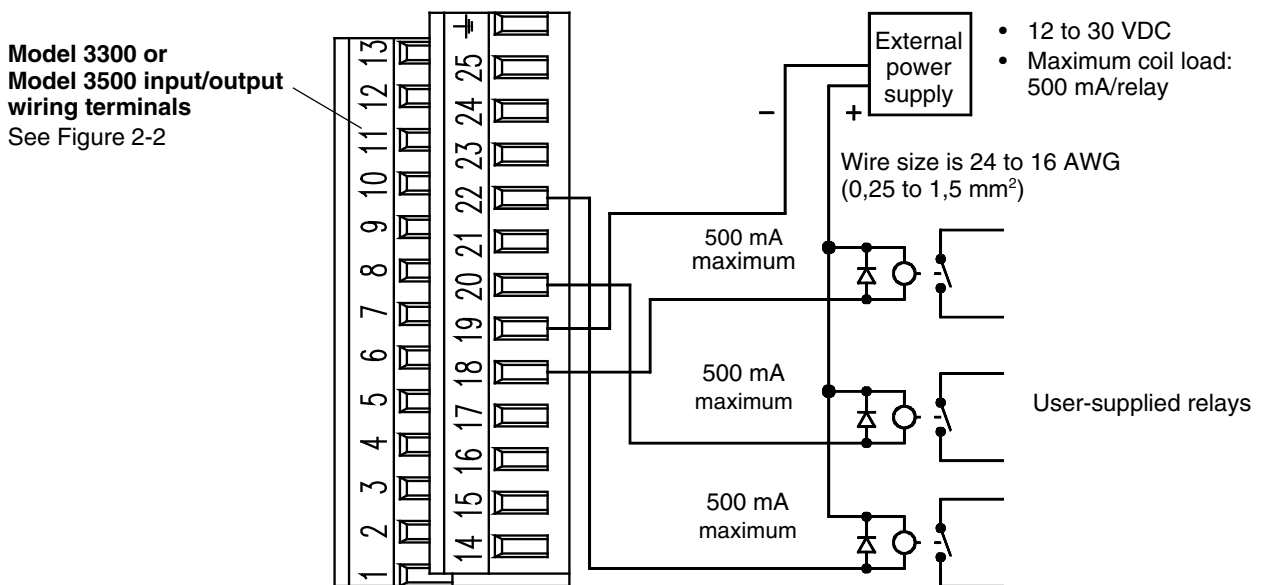 Model 3300 or
Model 3500 input/output
wiring terminals
See Figure 2-2
13
12
11
10
9
8
7
6
5
4
3
2
1
25
24
23
22
21
20
19
18
17
16
15
14
External
power
supply
–
+
• 12 to 30 VDC
• Maximum coil load:
500 mA/relay
Wire size is 24 to 16 AWG
(0,25 to 1,5 mm²)
500 mA
maximum
500 mA
maximum
User-supplied relays
500 mA
maximum